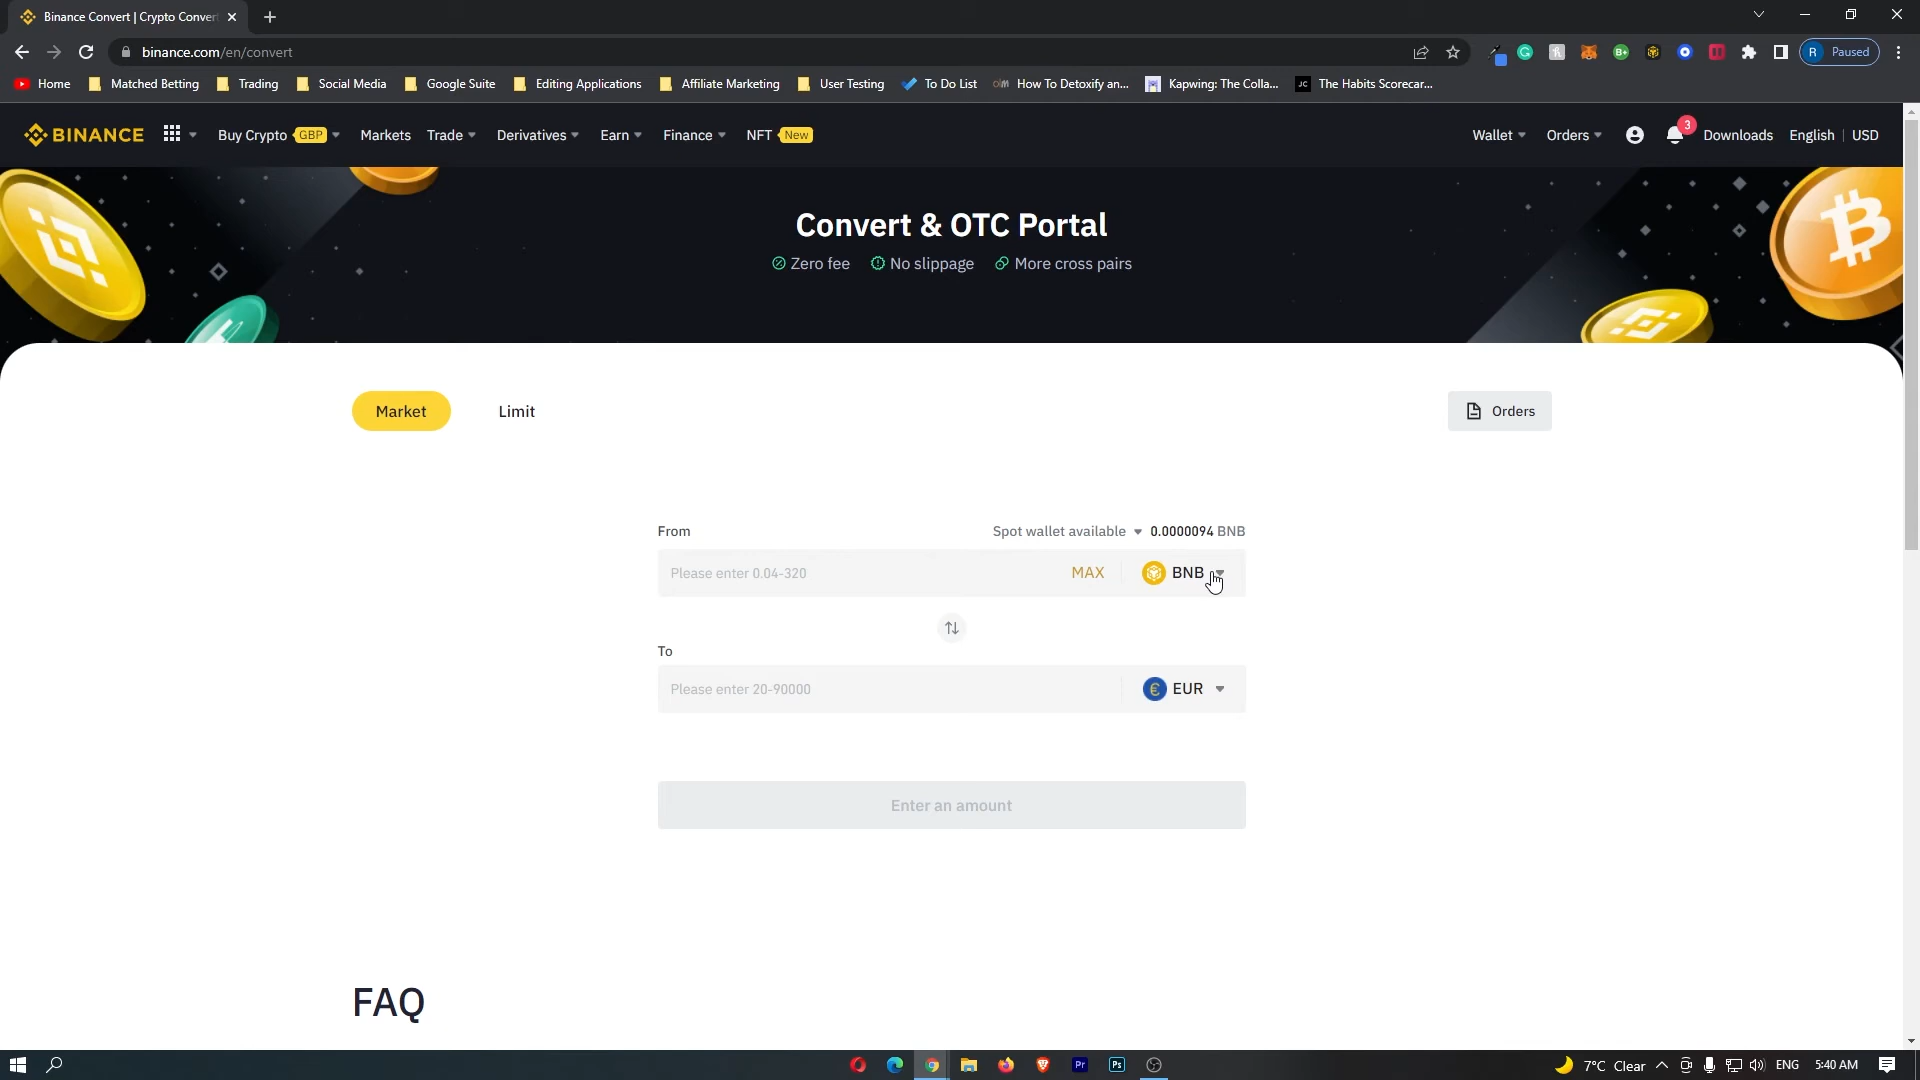 Binance Convert | Crypto Conver
binance.com/en/convert
R Paused
Home Matched Betting Trading Social Media Google Suite Editing Applications Affiliate Marketing User Testing To Do List How To Detoxify an... Kapwing: The Colla... JC The Habits Scorecar...
BINANCE Buy Crypto GBP Markets Trade Derivatives Earn Finance NFT New Wallet Orders 3 Downloads English USD
Convert & OTC Portal
Zero fee No slippage More cross pairs
Market Limit Orders
From Spot wallet available 0.0000094 BNB
Please enter 0.04-320 MAX BNB
To
Please enter 20-90000 EUR
Enter an amount
FAQ
Pr Ps 7°C Clear ENG 5:40 AM